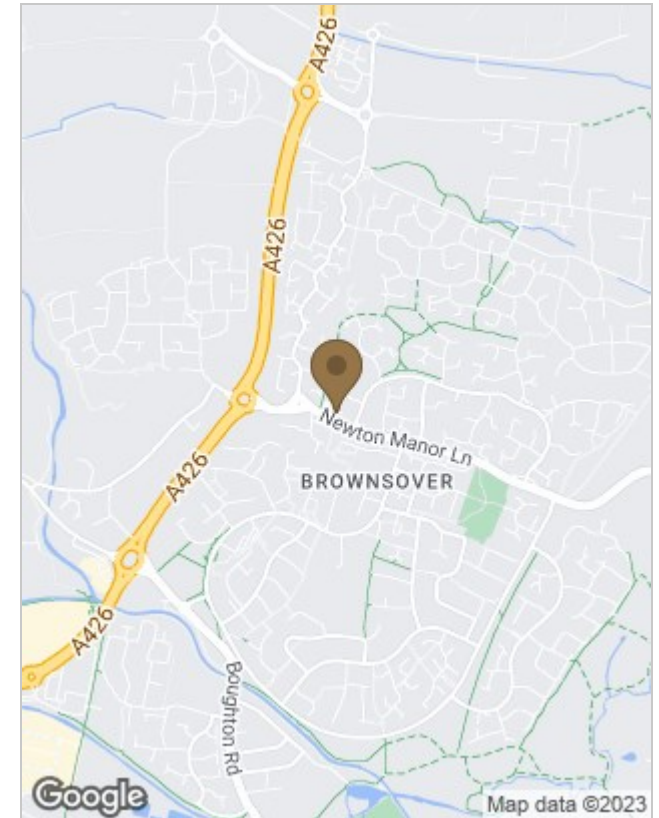 A426
A426
Newton Manor Ln
BROWNSOVER
A426
A426
Boughton Rd
Google
Map data ©2023